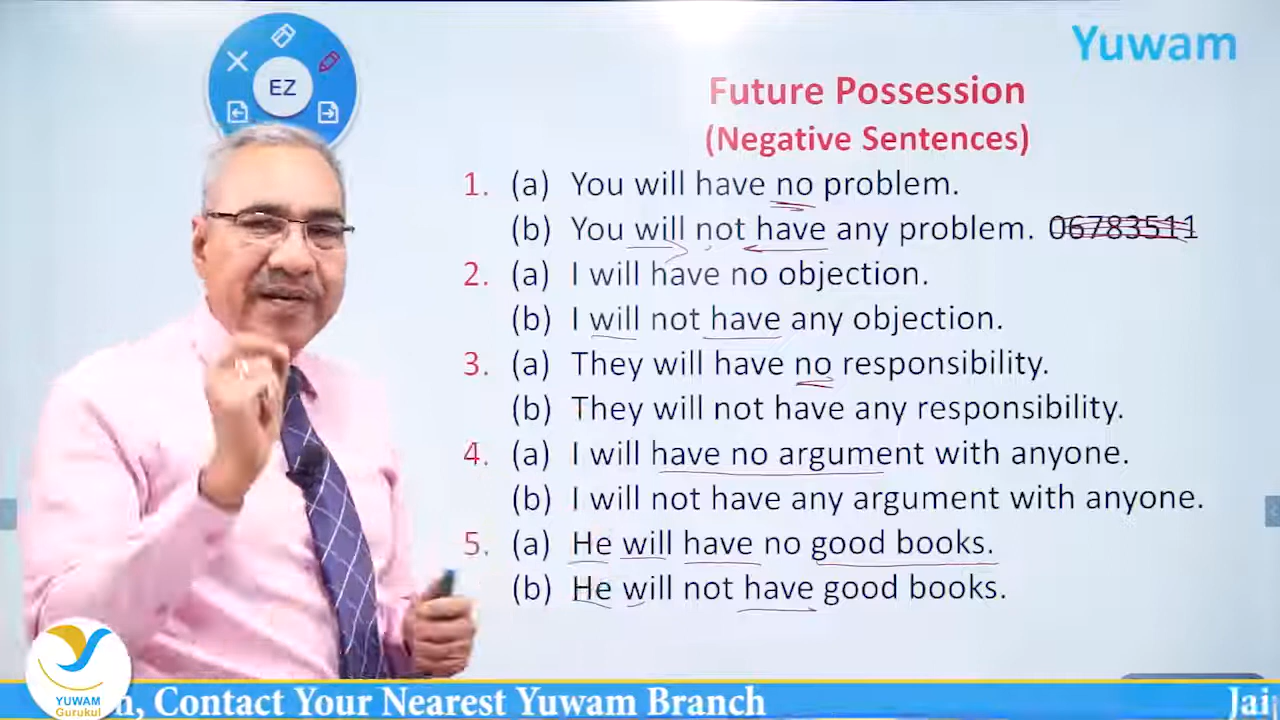 EZ
Yuwam
Future Possession
(Negative Sentences)
1. (a) You will have no problem.
(b) You will not have any problem. 06783511
2. (a) I will have no objection.
(b) I will not have any objection.
3. (a) They will have no responsibility.
(b) They will not have any responsibility.
4. (a) I will have no argument with anyone.
(b) I will not have any argument with anyone.
5. (a) He will have no good books.
(b) He will not have good books.
YUWAM
Gurukul
, Contact Your Nearest Yuwam Branch